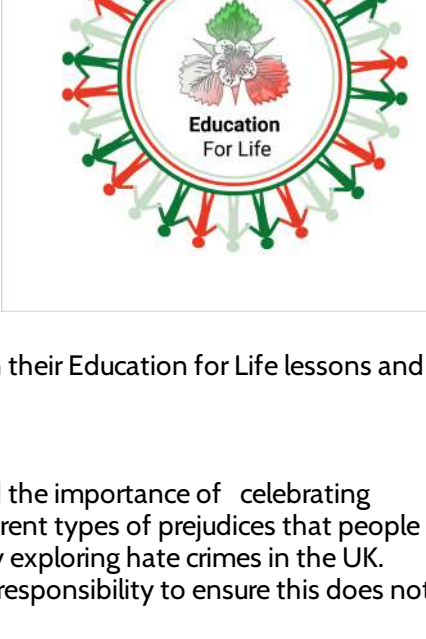 Education
For Life
their Education for Life lessons and
the importance of celebrating
rent types of prejudices that people
exploring hate crimes in the UK.
responsibility to ensure this does not